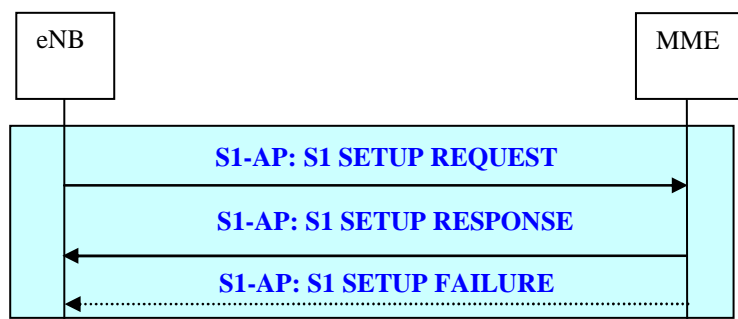 eNB
MME
S1-AP: S1 SETUP REQUEST
S1-AP: S1 SETUP RESPONSE
S1-AP: S1 SETUP FAILURE